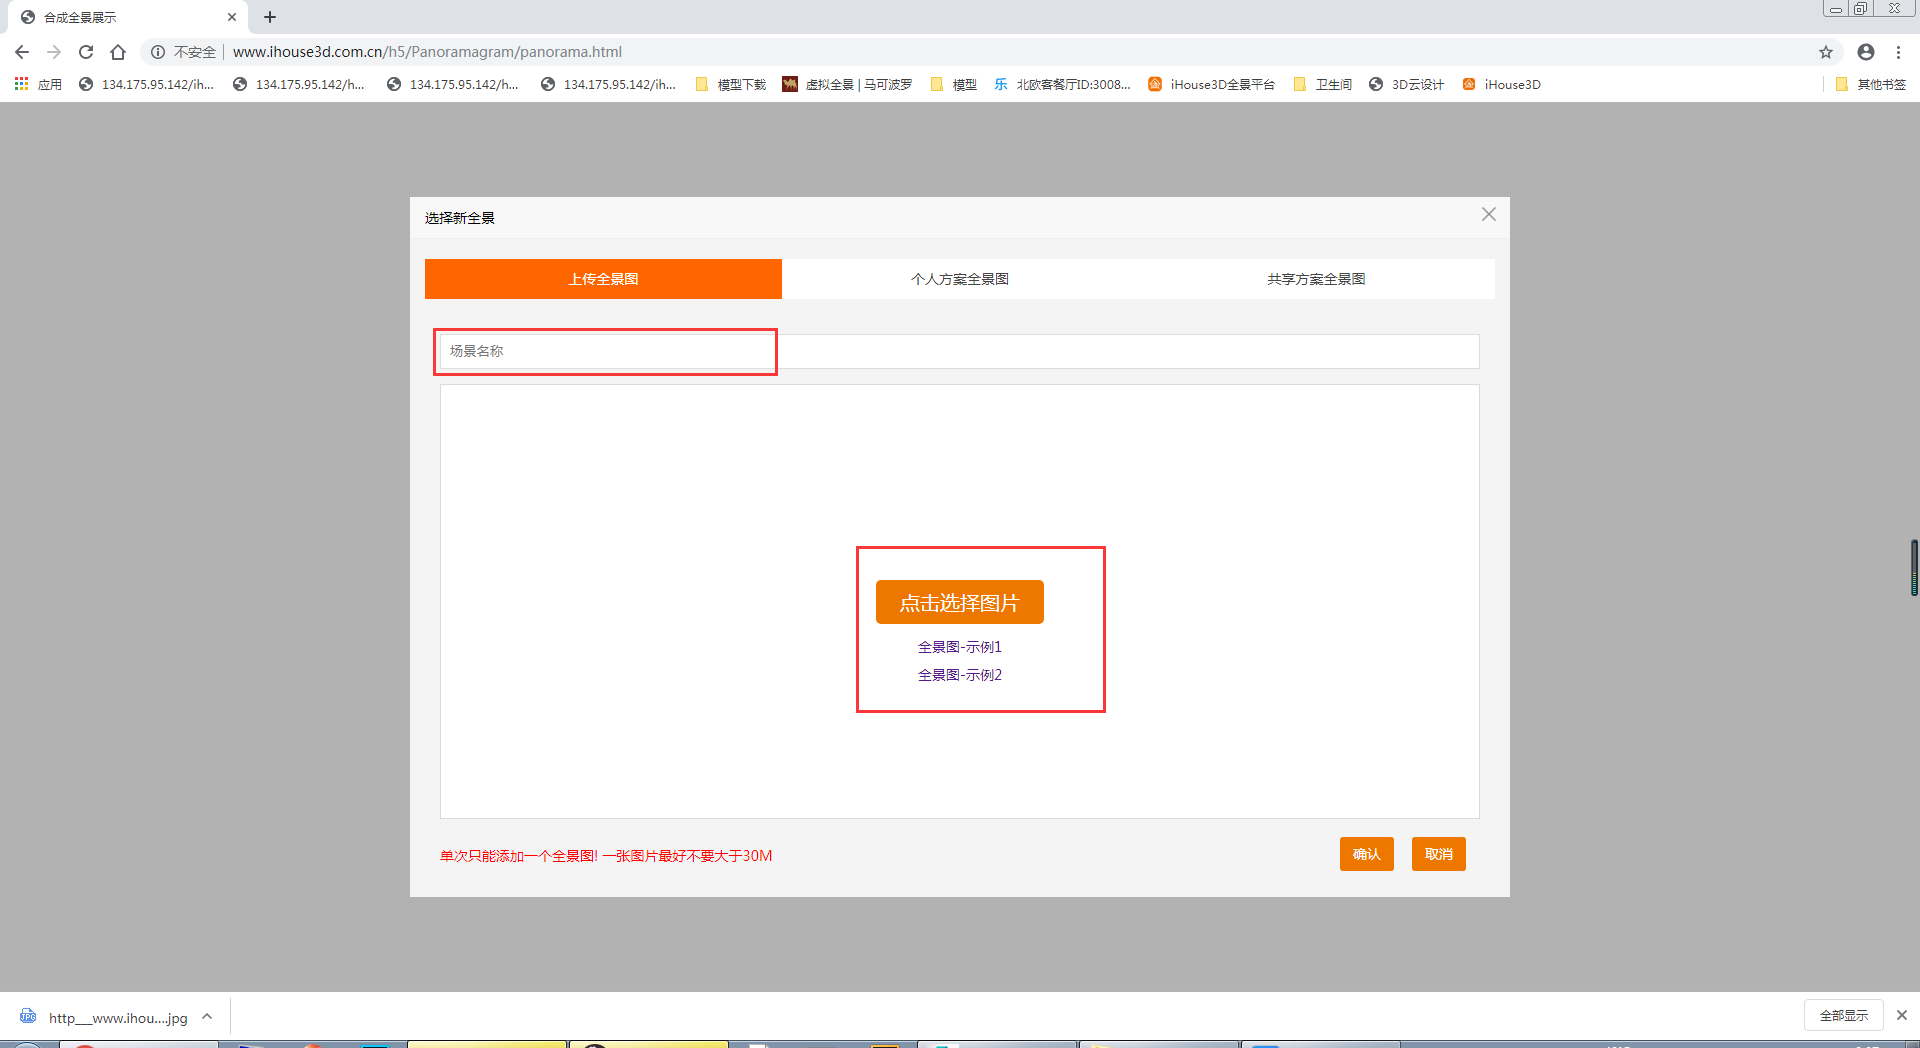 合成全景展示
不安全 www.ihouse3d.com.cn/h5/Panoramagram/panorama.html
应用 134.175.95.142/ih... 134.175.95.142/h... 134.175.95.142/h... 134.175.95.142/ih... 模型下载 虚拟全景 | 马可波罗 模型 乐 北欧客餐厅ID:3008... iHouse3D全景平台 卫生间 3D云设计 iHouse3D 其他书签
选择新全景
上传全景图 个人方案全景图 共享方案全景图
场景名称
点击选择图片
全景图-示例1
全景图-示例2
单次只能添加一个全景图! 一张图片最好不要大于30M
确认 取消
http___www.ihou....jpg
全部显示